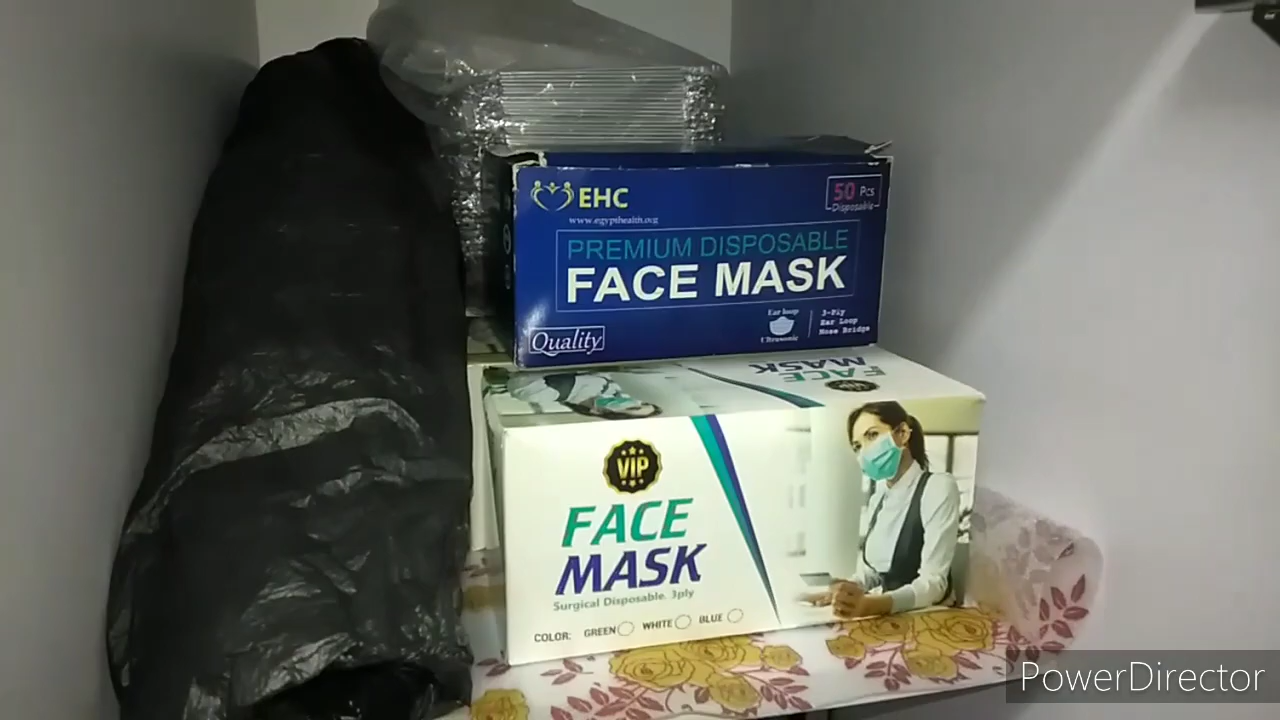 EHC
www.egypthealth.org
50 Pcs
Disposable
PREMIUM DISPOSABLE
FACE MASK
Quality
Ear loop
Ultrasonic
3-Ply
Ear Loop
Nose Bridge
FACE
MASK
VIP
FACE
MASK
Surgical Disposable. 3ply
COLOR: GREEN WHITE BLUE
PowerDirector